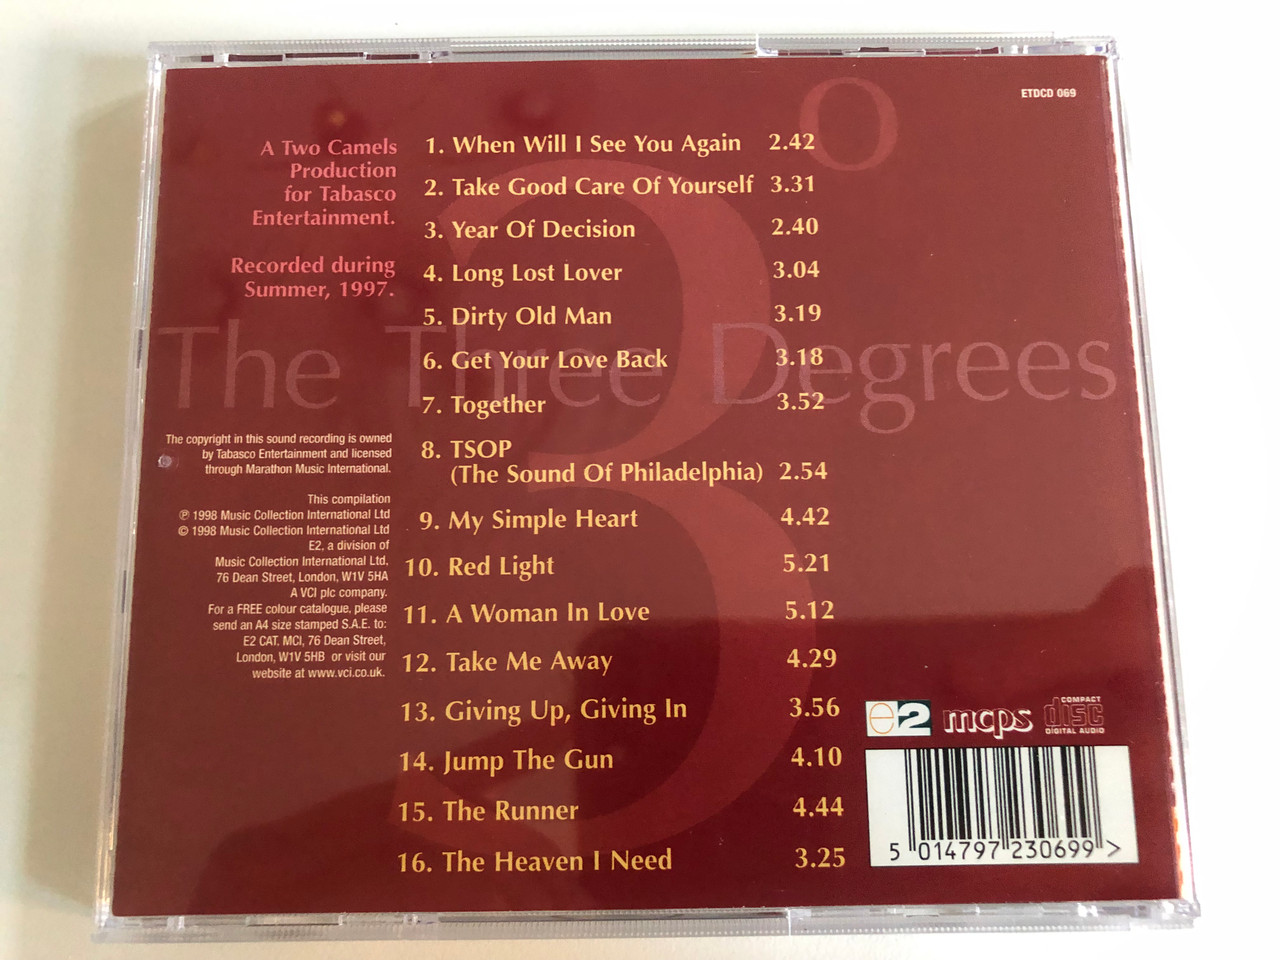 ETDCD 069
A Two Camels
Production
for Tabasco
Entertainment.
Recorded during
Summer, 1997.
1. When Will I See You Again 2.42
2. Take Good Care Of Yourself 3.31
3. Year Of Decision 2.40
4. Long Lost Lover 3.04
5. Dirty Old Man 3.19
6. Get Your Love Back 3.18
7. Together 3.52
8. TSOP
(The Sound Of Philadelphia) 2.54
9. My Simple Heart 4.42
10. Red Light 5.21
11. A Woman In Love 5.12
12. Take Me Away 4.29
13. Giving Up, Giving In 3.56
14. Jump The Gun 4.10
15. The Runner 4.44
16. The Heaven I Need 3.25
3°
The Three Degrees
The copyright in this sound recording is owned
by Tabasco Entertainment and licensed
through Marathon Music International.
This compilation
℗ 1998 Music Collection International Ltd
© 1998 Music Collection International Ltd
E2, a division of
Music Collection International Ltd.
76 Dean Street, London, W1V 5HA
A VCI plc company.
For a FREE colour catalogue, please
send an A4 size stamped S.A.E. to:
E2 CAT, MCI, 76 Dean Street,
London, W1V 5HB or visit our
website at www.vci.co.uk.
e2 mcps COMPACT disc DIGITAL AUDIO
5 014797 230699 >